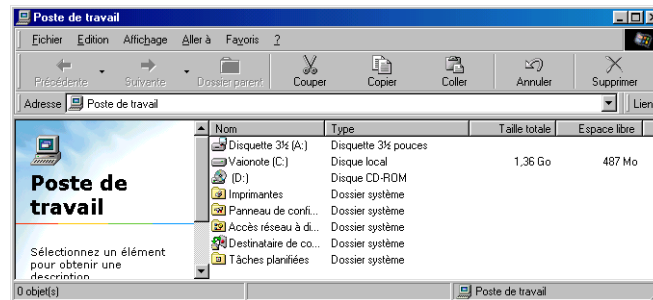 Poste de travail
Fichier Edition Affichage Aller à Favoris ?
Précédente Suivante Dossier parent Couper Copier Coller Annuler Supprimer
Adresse Poste de travail Lien
Poste de travail
Sélectionnez un élément
pour obtenir une
description
Nom Type Taille totale Espace libre
Disquette 3½ (A:) Disquette 3½ pouces
Vaionote (C:) Disque local 1,36 Go 487 Mo
(D:) Disque CD-ROM
Imprimantes Dossier système
Panneau de confi... Dossier système
Accès réseau à di... Dossier système
Destinataire de co... Dossier système
Tâches planifiées Dossier système
0 objet(s) Poste de travail